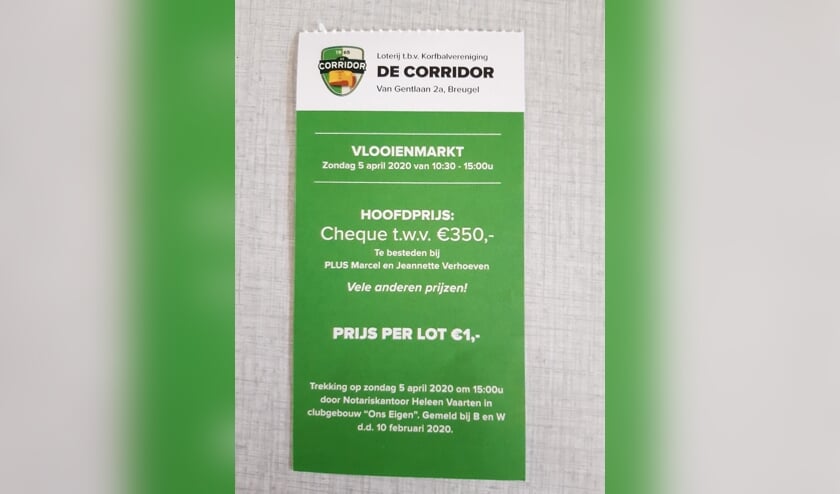 1965
DE
CORRIDOR
Loterij t.b.v. Korfbalvereniging
DE CORRIDOR
Van Gentlaan 2a, Breugel
VLOOIENMARKT
Zondag 5 april 2020 van 10:30 - 15:00u
HOOFDPRIJS:
Cheque t.w.v. €350,-
Te besteden bij
PLUS Marcel en Jeannette Verhoeven
Vele anderen prijzen!
PRIJS PER LOT €1,-
Trekking op zondag 5 april 2020 om 15:00u
door Notariskantoor Heleen Vaarten in
clubgebouw "Ons Eigen". Gemeld bij B en W
d.d. 10 februari 2020.